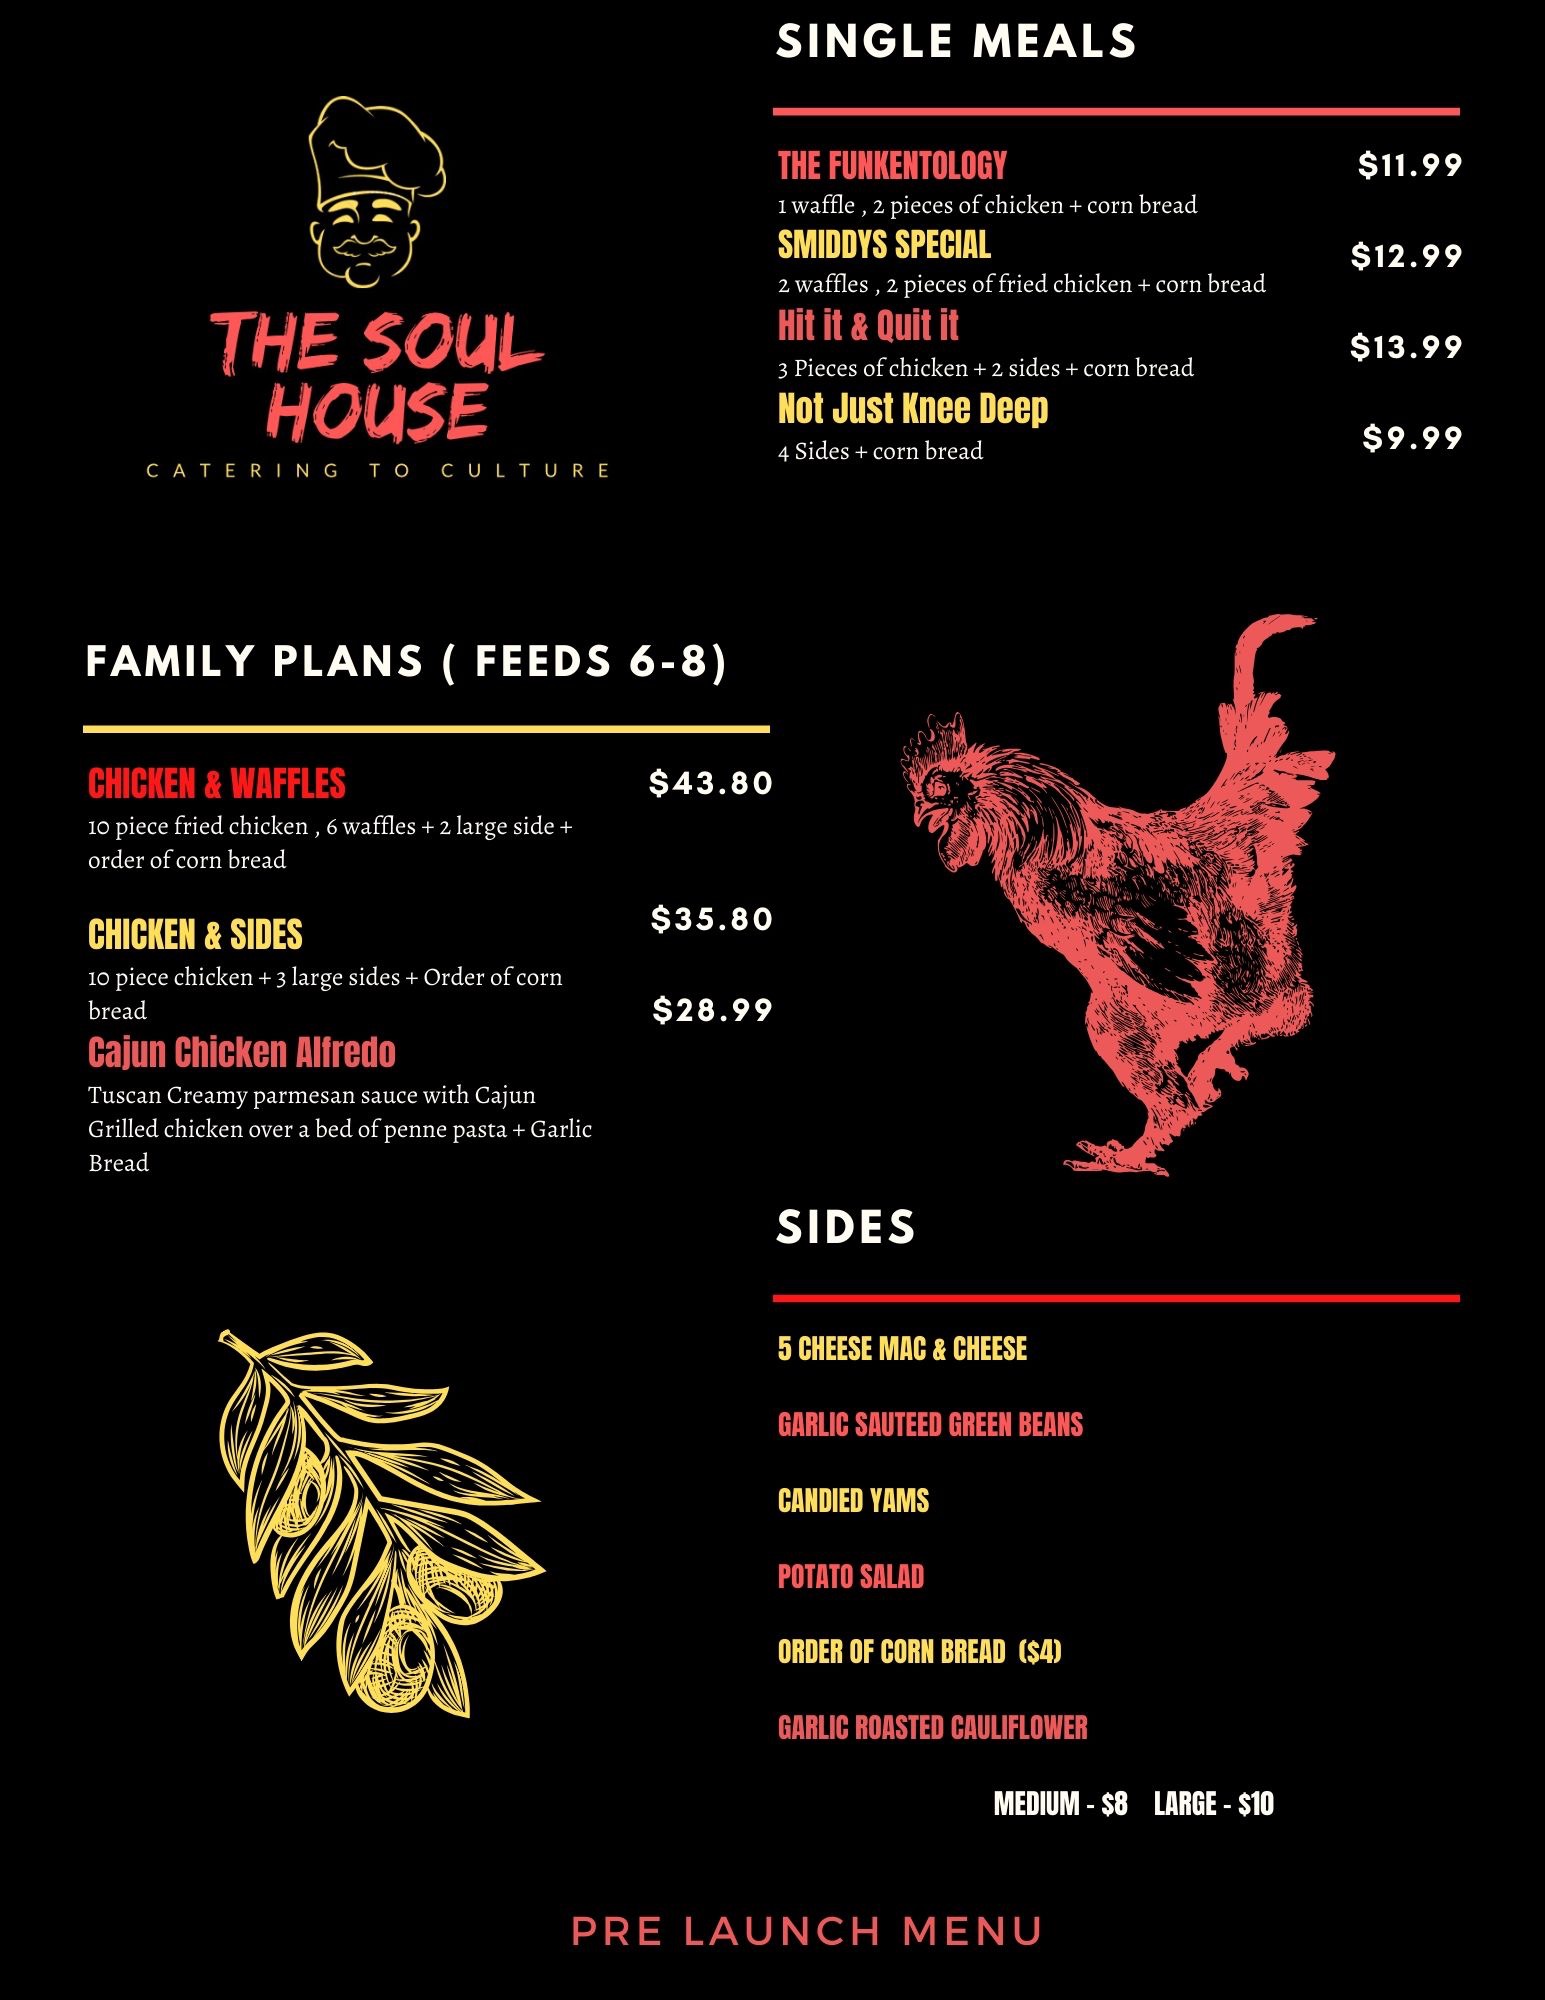 SINGLE MEALS
THE FUNKENTOLOGY $11.99
1 waffle , 2 pieces of chicken + corn bread
SMIDDYS SPECIAL $12.99
2 waffles , 2 pieces of fried chicken + corn bread
Hit it & Quit it $13.99
3 Pieces of chicken + 2 sides + corn bread
Not Just Knee Deep $9.99
4 Sides + corn bread
THE SOUL
HOUSE
CATERING TO CULTURE
FAMILY PLANS ( FEEDS 6-8)
CHICKEN & WAFFLES $43.80
10 piece fried chicken , 6 waffles + 2 large side +
order of corn bread
CHICKEN & SIDES $35.80
10 piece chicken + 3 large sides + Order of corn
bread
Cajun Chicken Alfredo $28.99
Tuscan Creamy parmesan sauce with Cajun
Grilled chicken over a bed of penne pasta + Garlic
Bread
SIDES
5 CHEESE MAC & CHEESE
GARLIC SAUTEED GREEN BEANS
CANDIED YAMS
POTATO SALAD
ORDER OF CORN BREAD ($4)
GARLIC ROASTED CAULIFLOWER
MEDIUM - $8 LARGE - $10
PRE LAUNCH MENU